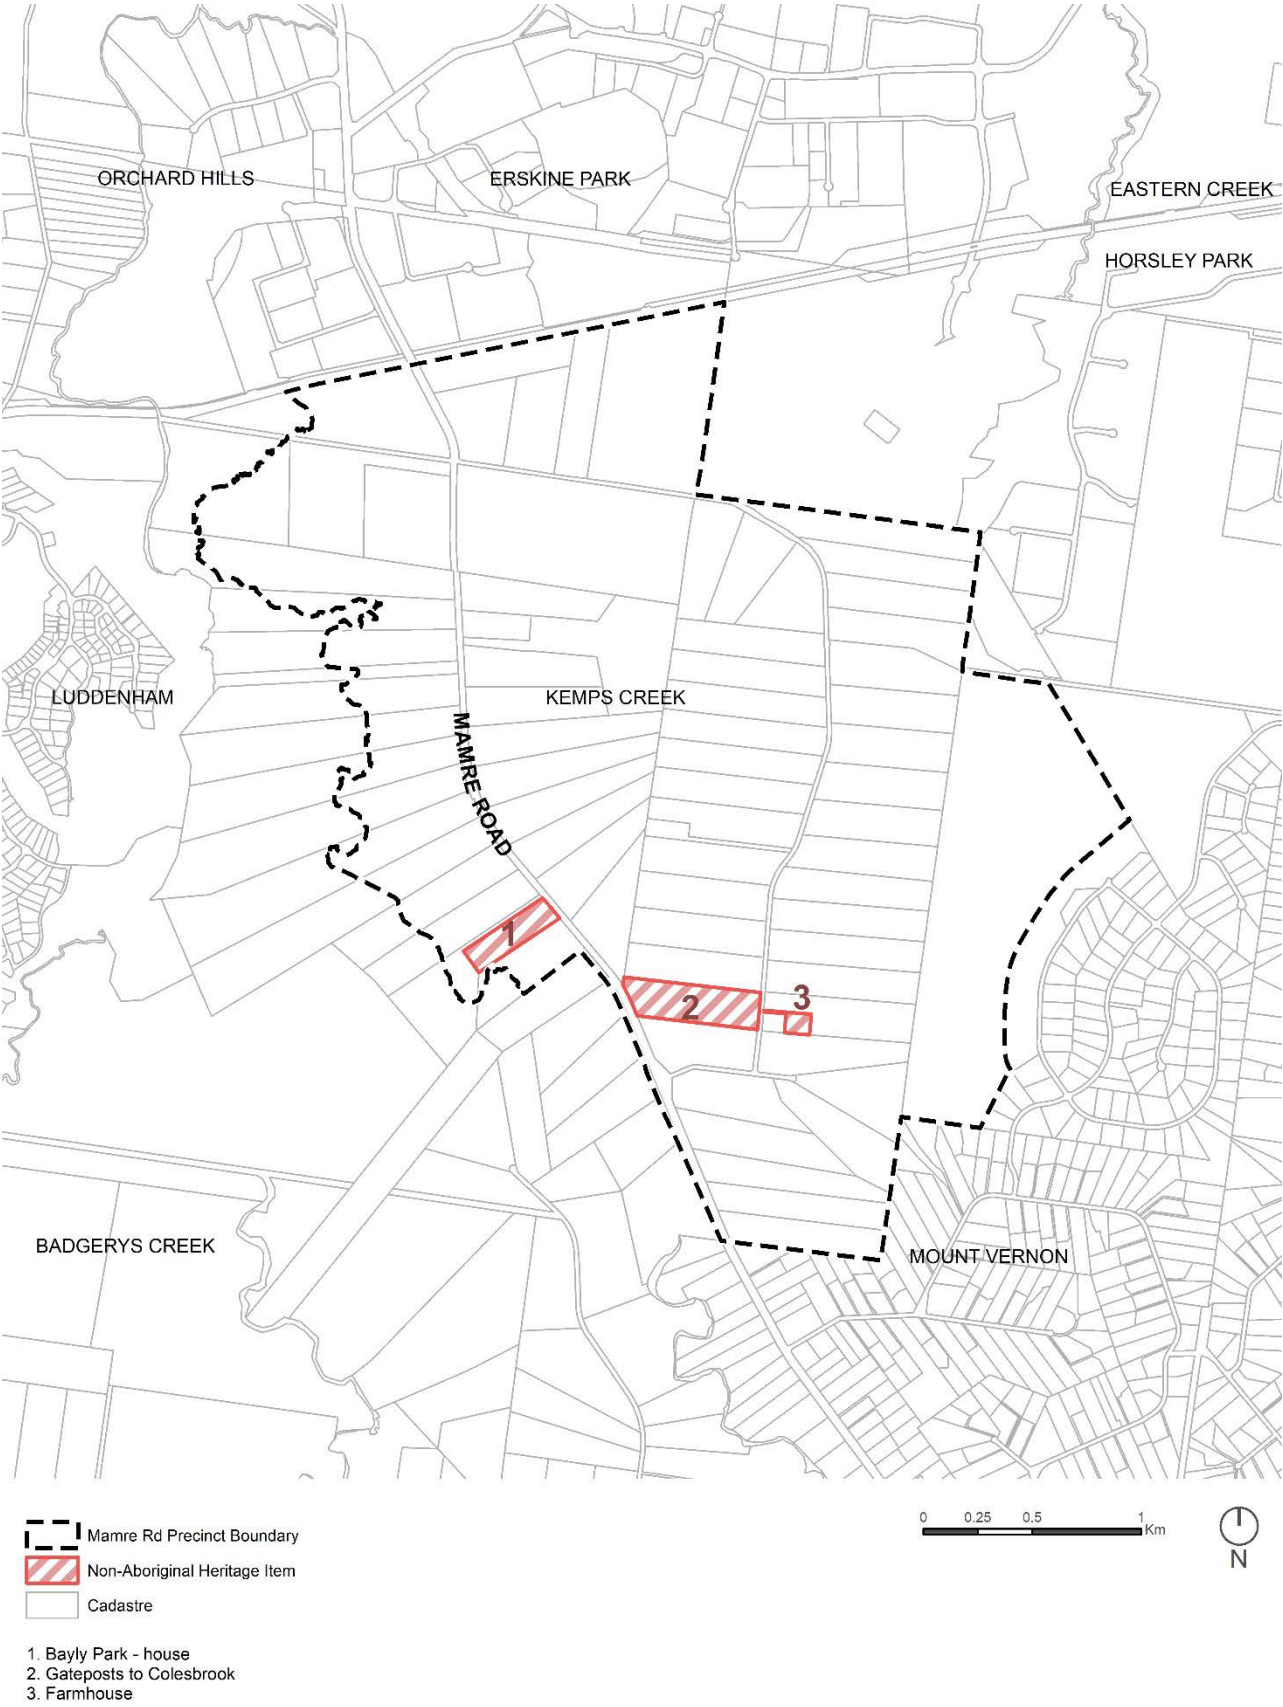 ORCHARD HILLS
ERSKINE PARK
EASTERN CREEK
HORSLEY PARK
LUDDENHAM
KEMPS CREEK
MAMRE ROAD
1
2
3
BADGERYS CREEK
MOUNT VERNON
Mamre Rd Precinct Boundary
Non-Aboriginal Heritage Item
Cadastre
0 0.25 0.5 1
Km
N
1. Bayly Park - house
2. Gateposts to Colesbrook
3. Farmhouse